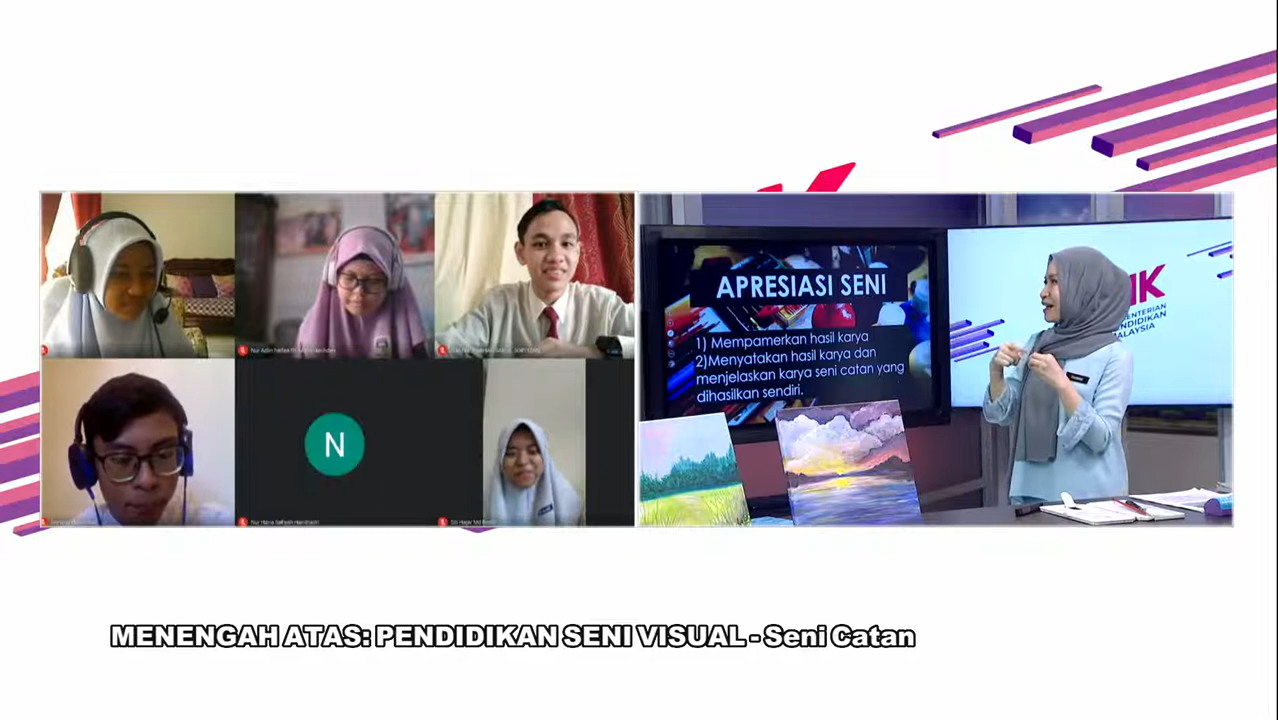 APRESIASI SENI
1) Mempamerkan hasil karya
2)Menyatakan hasil karya dan
menjelaskan karya seni catan yang
dihasilkan sendiri.
PENDIDIKAN
MALAYSIA
N
MENENGAH ATAS: PENDIDIKAN SENI VISUAL - Seni Catan